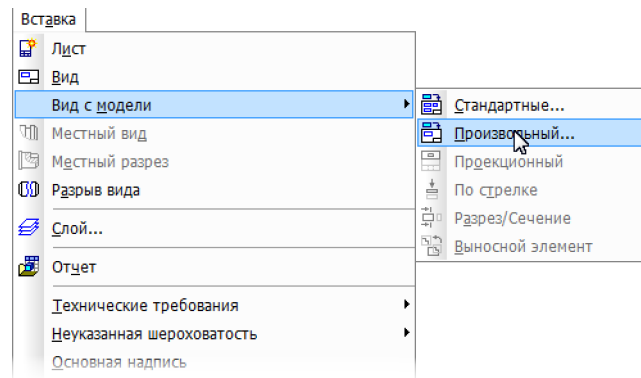 Вставка
Лист
Вид
Вид с модели
Местный вид
Местный разрез
Разрыв вида
Слой...
Отчет
Технические требования
Неуказанная шероховатость
Основная надпись
Стандартные...
Произвольный...
Проекционный
По стрелке
Разрез/Сечение
Выносной элемент